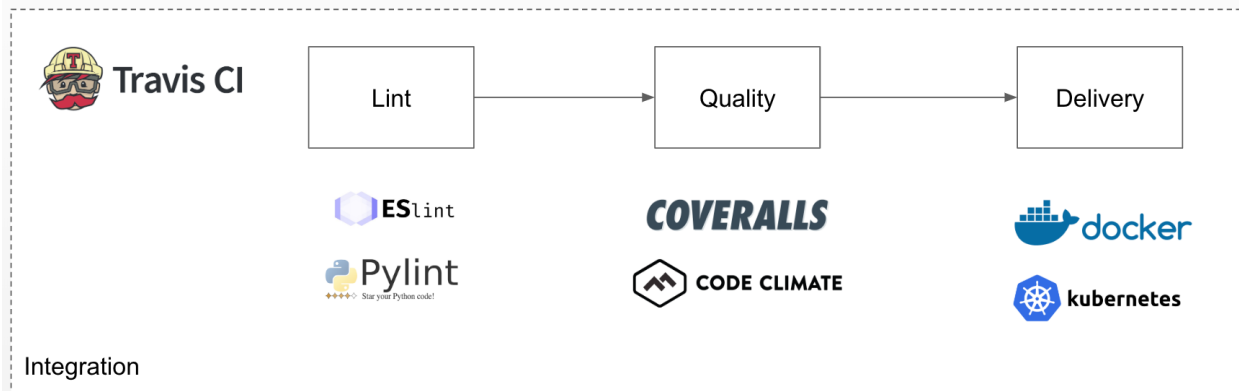 T
Travis CI
Lint
Quality
Delivery
ESlint
COVERALLS
docker
Pylint
Star your Python code!
CODE CLIMATE
kubernetes
Integration